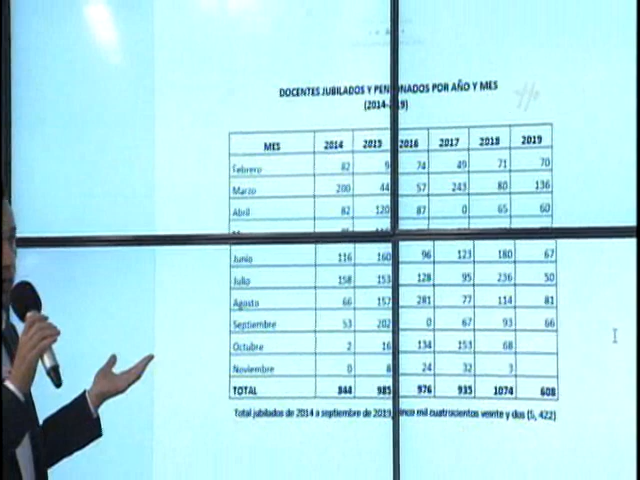 DOCENTES JUBILADOS Y PENSIONADOS POR AÑO Y MES
(2014-2019)
MES 2014 2015 2016 2017 2018 2019
Febrero 82 9 74 49 71 70
Marzo 200 44 57 243 80 136
Abril 82 120 87 0 65 60
Junio 116 160 96 123 180 67
Julio 158 153 128 95 236 50
Agosto 66 157 281 77 114 81
Septiembre 53 202 0 67 93 66
Octubre 2 16 134 153 68
Noviembre 0 8 24 32 3
TOTAL 844 985 976 935 1074 608
Total jubilados de 2014 a septiembre de 2019, cinco mil cuatrocientos veinte y dos (5, 422)